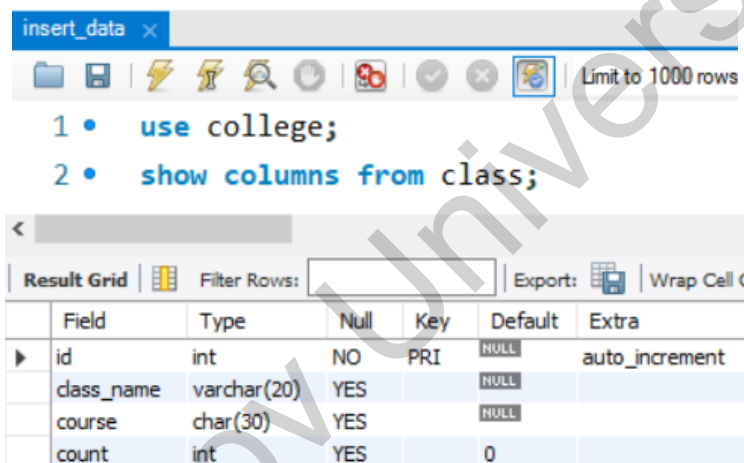 insert_data
Limit to 1000 rows
1 use college;
2 show columns from class;
Result Grid Filter Rows: Export: Wrap Cell C
Field Type Null Key Default Extra
id int NO PRI NULL auto_increment
class_name varchar(20) YES NULL
course char(30) YES NULL
count int YES 0
ov Univers